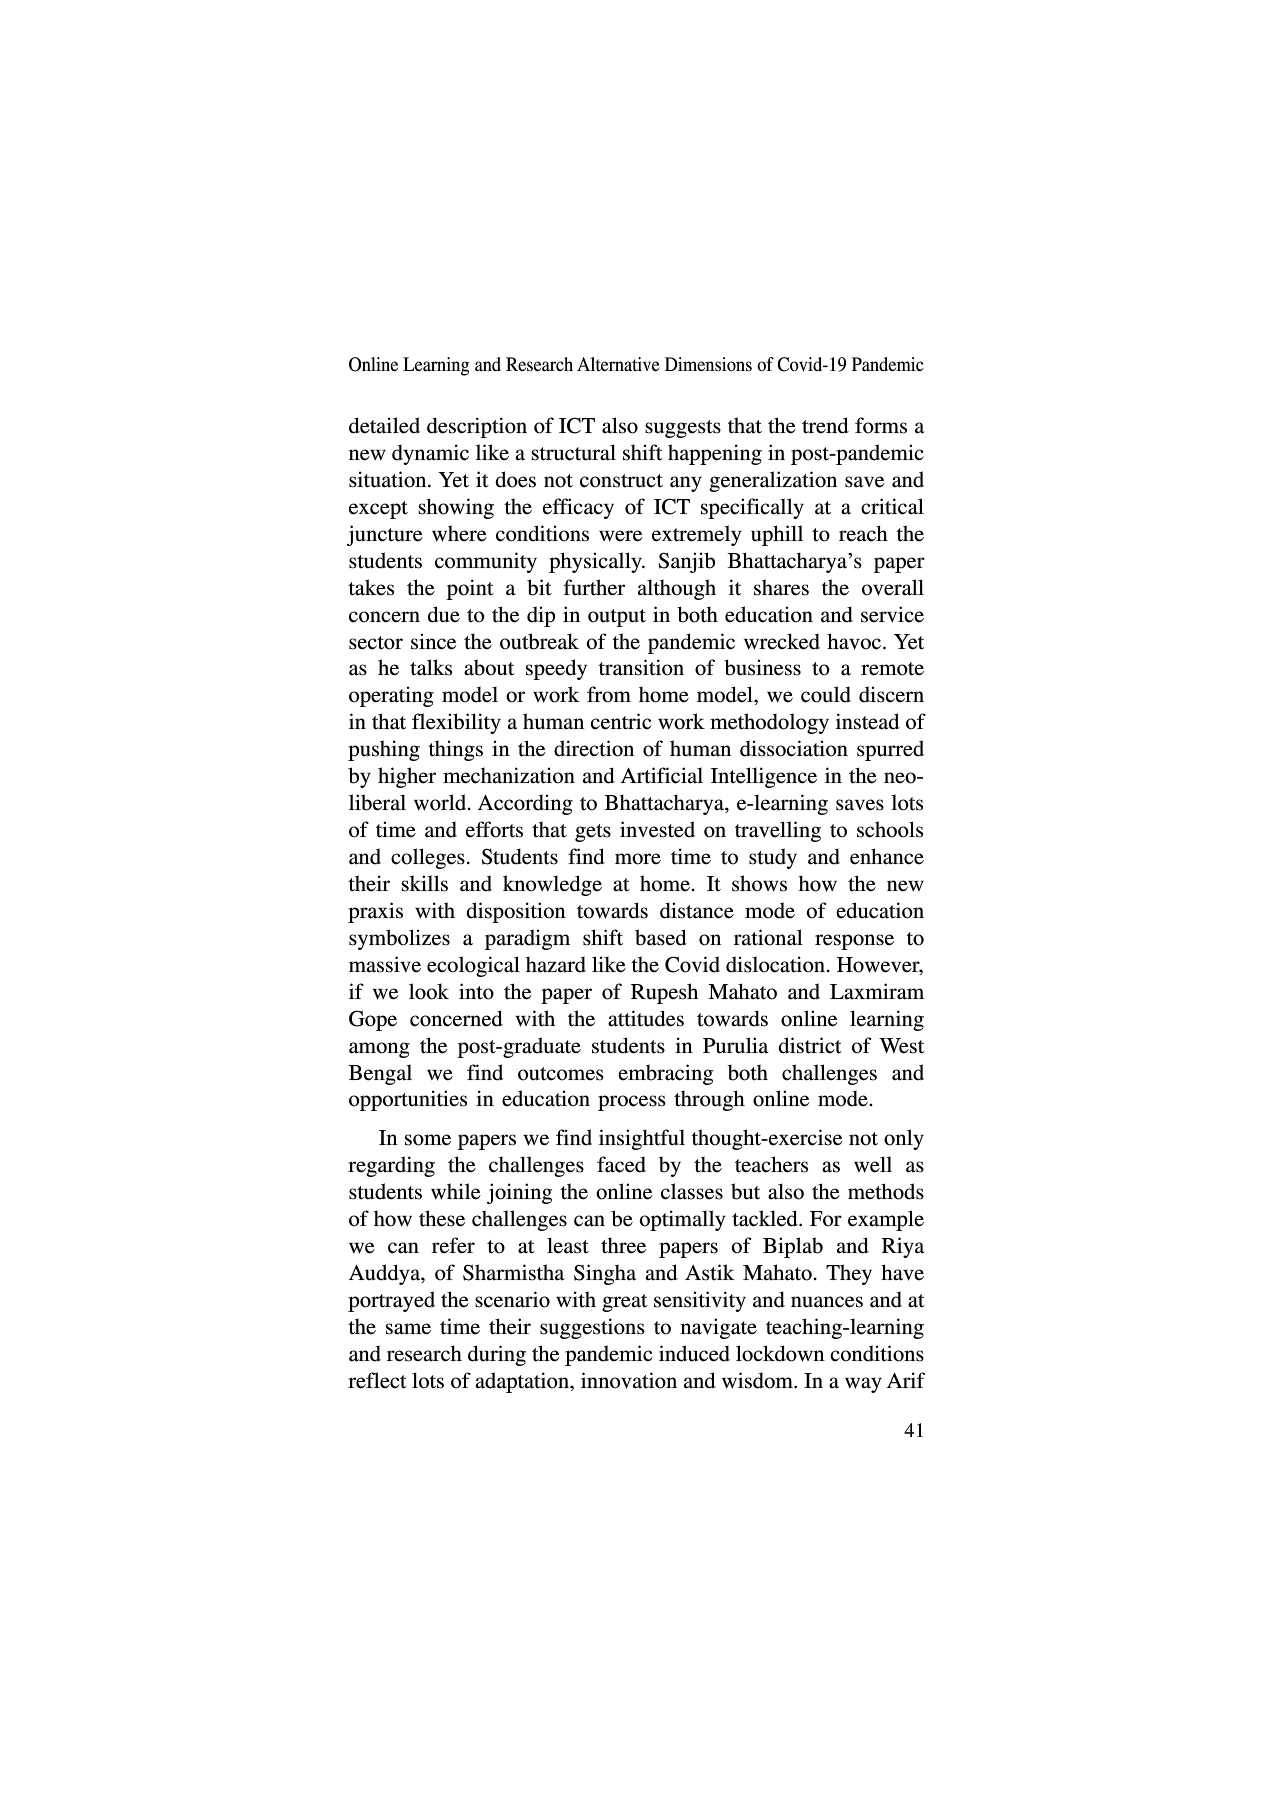 Online Learning and Research Alternative Dimensions of Covid-19 Pandemic
detailed description of ICT also suggests that the trend forms a
new dynamic like a structural shift happening in post-pandemic
situation. Yet it does not construct any generalization save and
except showing the efficacy of ICT specifically at a critical
juncture where conditions were extremely uphill to reach the
students community physically. Sanjib Bhattacharya’s paper
takes the point a bit further although it shares the overall
concern due to the dip in output in both education and service
sector since the outbreak of the pandemic wrecked havoc. Yet
as he talks about speedy transition of business to a remote
operating model or work from home model, we could discern
in that flexibility a human centric work methodology instead of
pushing things in the direction of human dissociation spurred
by higher mechanization and Artificial Intelligence in the neo-
liberal world. According to Bhattacharya, e-learning saves lots
of time and efforts that gets invested on travelling to schools
and colleges. Students find more time to study and enhance
their skills and knowledge at home. It shows how the new
praxis with disposition towards distance mode of education
symbolizes a paradigm shift based on rational response to
massive ecological hazard like the Covid dislocation. However,
if we look into the paper of Rupesh Mahato and Laxmiram
Gope concerned with the attitudes towards online learning
among the post-graduate students in Purulia district of West
Bengal we find outcomes embracing both challenges and
opportunities in education process through online mode.
In some papers we find insightful thought-exercise not only
regarding the challenges faced by the teachers as well as
students while joining the online classes but also the methods
of how these challenges can be optimally tackled. For example
we can refer to at least three papers of Biplab and Riya
Auddya, of Sharmistha Singha and Astik Mahato. They have
portrayed the scenario with great sensitivity and nuances and at
the same time their suggestions to navigate teaching-learning
and research during the pandemic induced lockdown conditions
reflect lots of adaptation, innovation and wisdom. In a way Arif
41